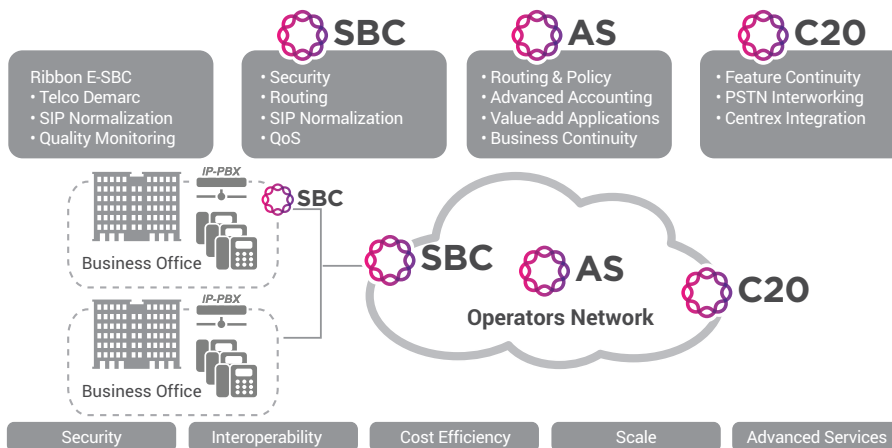 SBC
AS
C20
Ribbon E-SBC
• Telco Demarc
• SIP Normalization
• Quality Monitoring
• Security
• Routing
• SIP Normalization
• QoS
• Routing & Policy
• Advanced Accounting
• Value-add Applications
• Business Continuity
• Feature Continuity
• PSTN Interworking
• Centrex Integration
IP-PBX
SBC
Business Office
IP-PBX
Business Office
SBC
AS
C20
Operators Network
Security
Interoperability
Cost Efficiency
Scale
Advanced Services